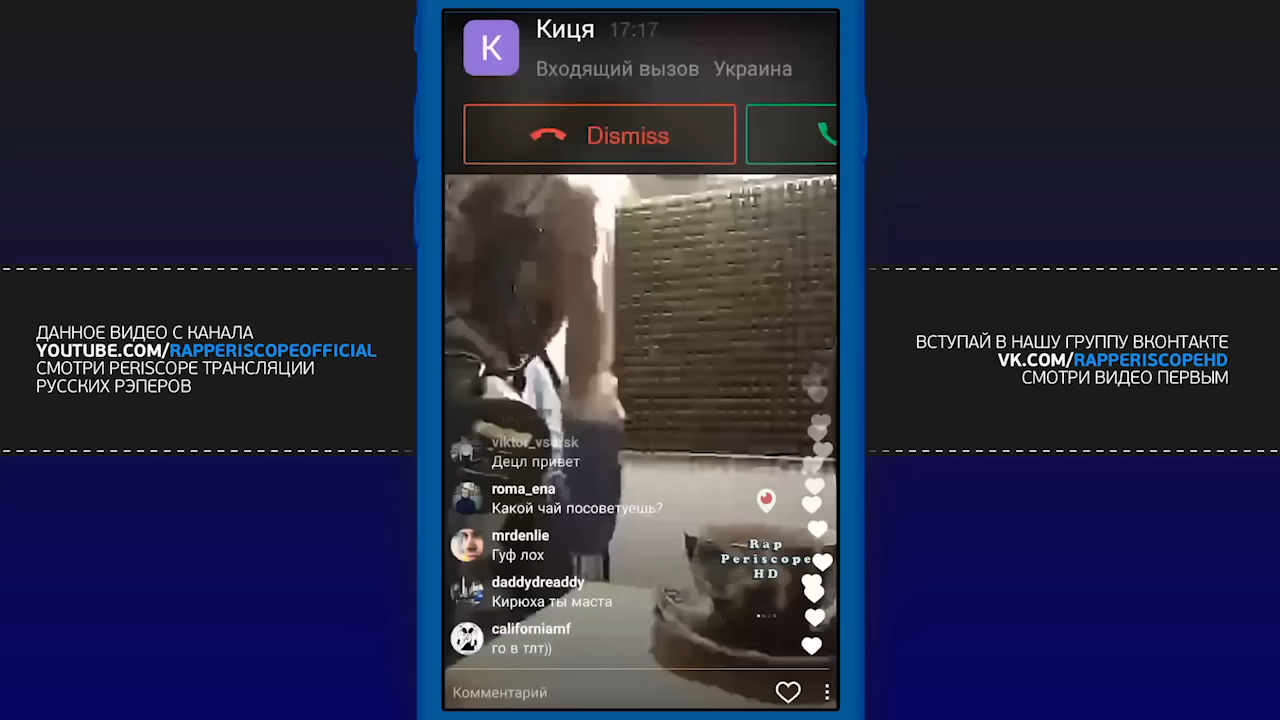 К
Киця 17:17
Входящий вызов Украина
Dismiss
ДАННОЕ ВИДЕО С КАНАЛА
YOUTUBE.COM/RAPPERISCOPEOFFICIAL
СМОТРИ PERISCOPE ТРАНСЛЯЦИИ
РУССКИХ РЭПЕРОВ
ВСТУПАЙ В НАШУ ГРУППУ ВКОНТАКТЕ
VK.COM/RAPPERISCOPEHD
СМОТРИ ВИДЕО ПЕРВЫМ
Децл привет
roma_ena
Какой чай посоветуешь?
mrdenlie
Гуф лох
daddydreaddy
Кирюха ты маста
californiamf
го в тлт))
Rap
Periscope
HD
Комментарий